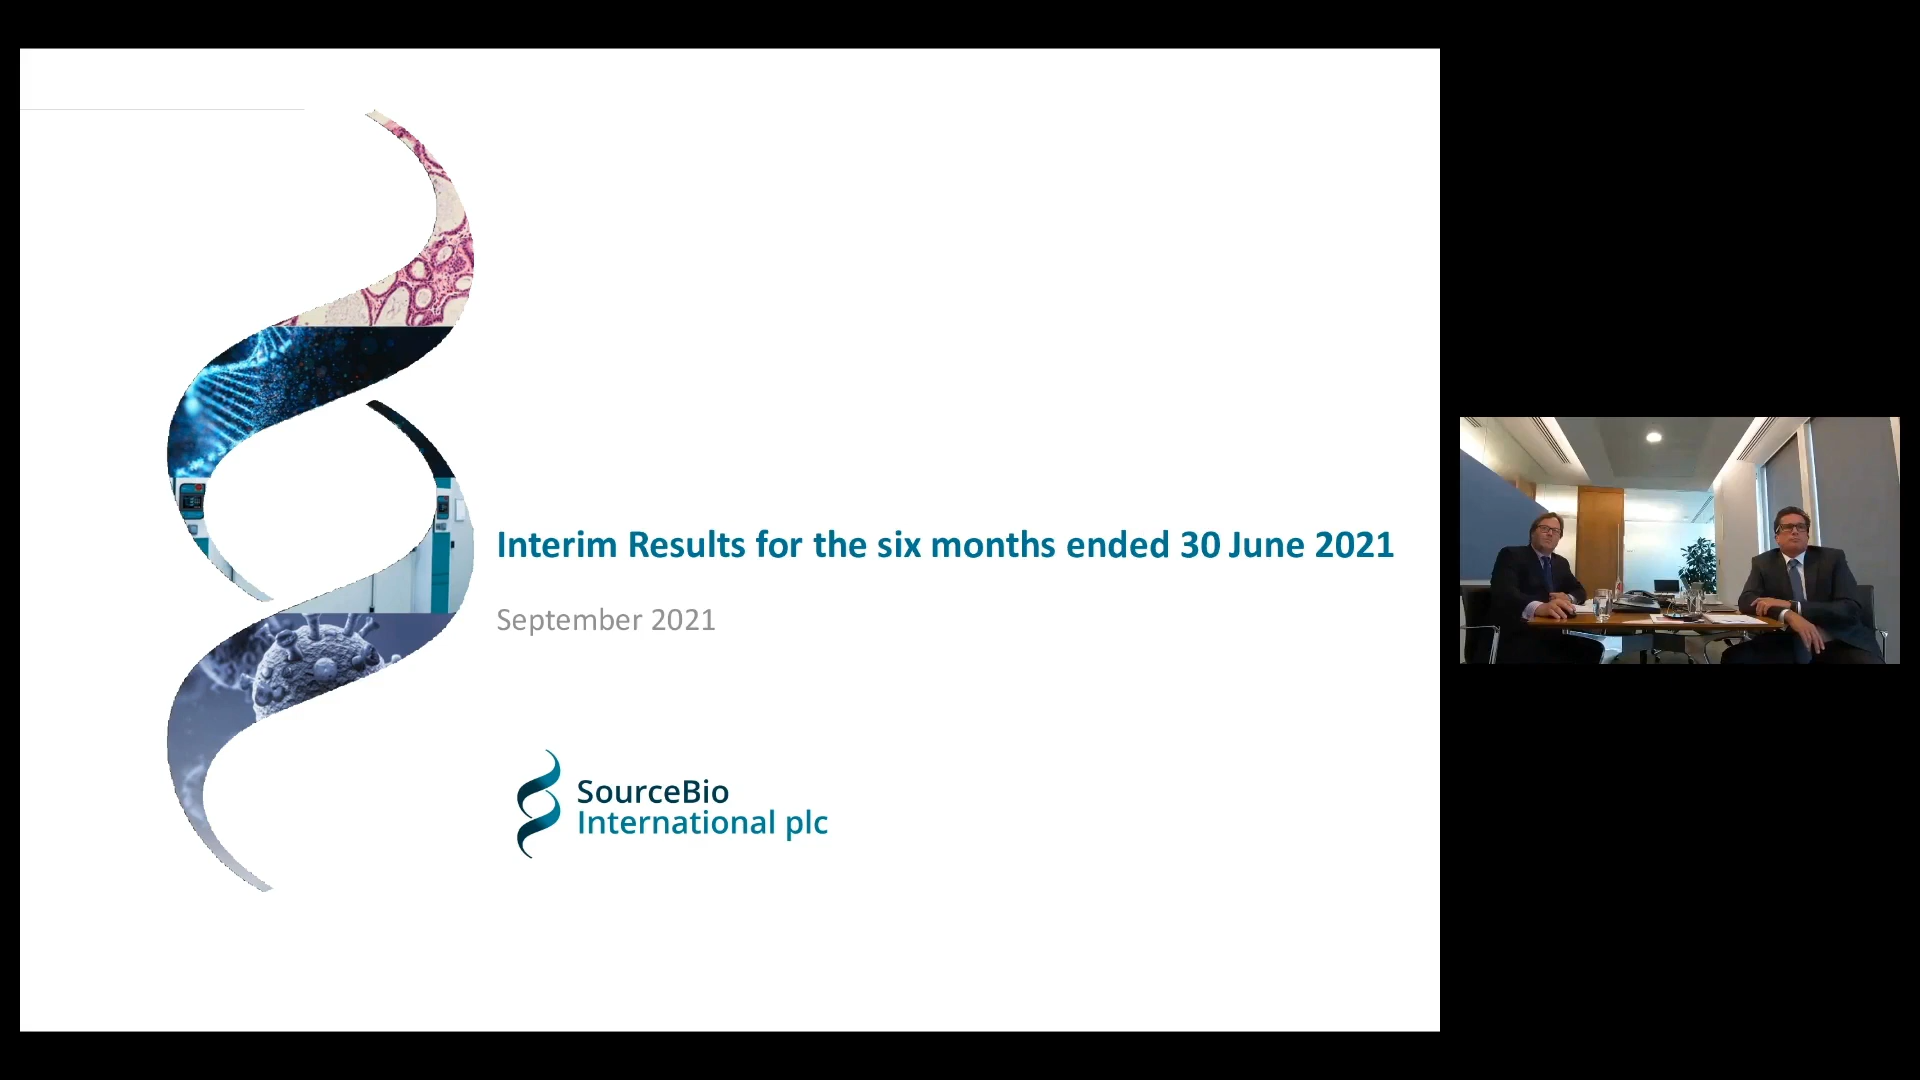 Interim Results for the six months ended 30 June 2021
September 2021
SourceBio
International plc